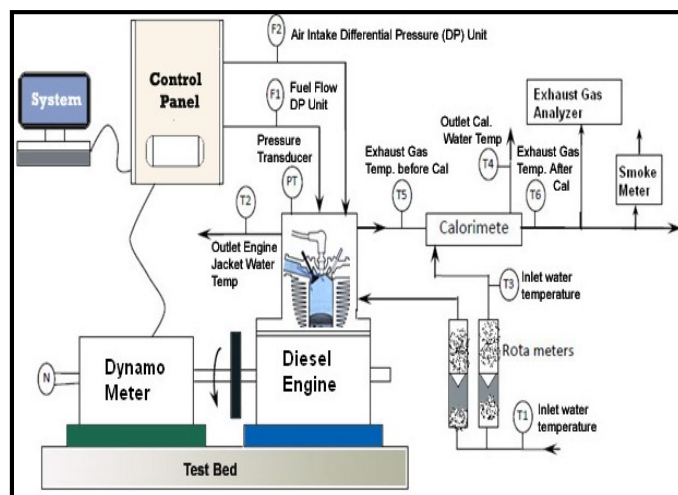 F2
Air Intake Differential Pressure (DP) Unit
System
Control
Panel
F1
Fuel Flow
DP Unit
Pressure
Transducer
PT
T2
Outlet Engine
Jacket Water
Temp
Exhaust Gas
Temp. before Cal
T5
Outlet Cal.
Water Temp
T4
Exhaust Gas
Temp. After
Cal
T6
Exhaust Gas
Analyzer
Smoke
Meter
Calorimete
T3
Inlet water
temperature
Rota meters
T1
Inlet water
temperature
N
Dynamo
Meter
Diesel
Engine
Test Bed